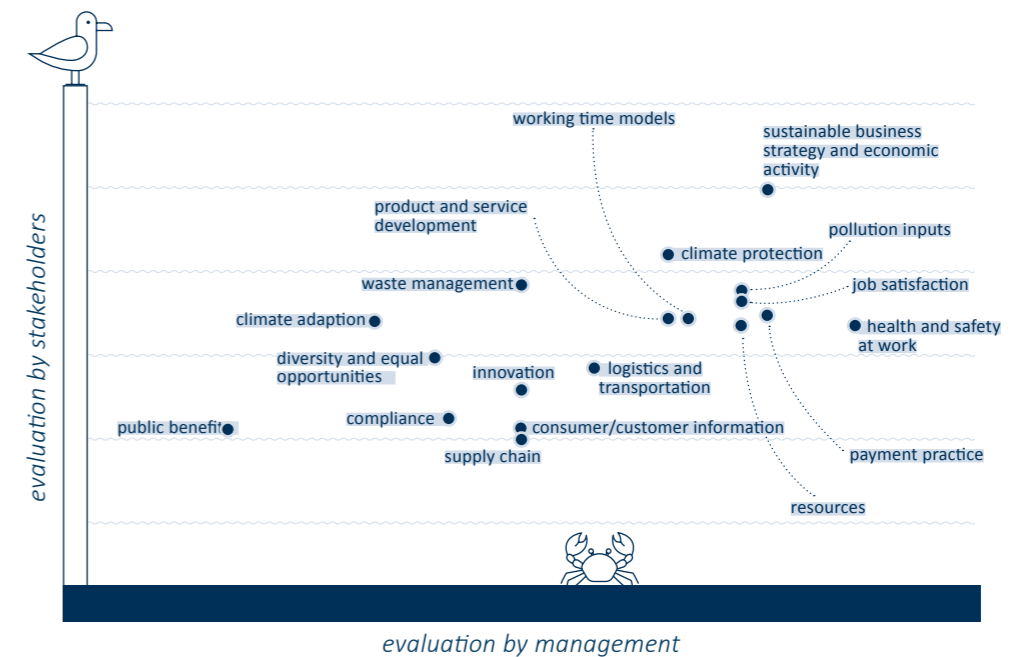 working time models
sustainable business
strategy and economic
activity
product and service
development
pollution inputs
climate protection
waste management
job satisfaction
climate adaption
health and safety
at work
diversity and equal
opportunities
innovation
logistics and
transportation
compliance
public benefit
consumer/customer information
supply chain
payment practice
resources
evaluation by stakeholders
evaluation by management